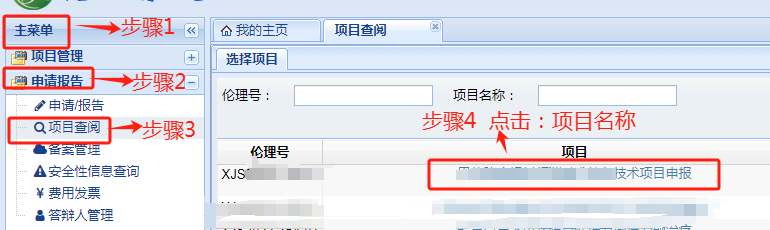 主菜单 步骤1
项目管理
申请报告 步骤2
申请/报告
项目查阅 步骤3
备案管理
安全性信息查询
¥ 费用发票
答辩人管理
我的主页 项目查阅
选择项目
伦理号： 项目名称：
步骤4 点击：项目名称
伦理号 项目
XJS 技术项目申报